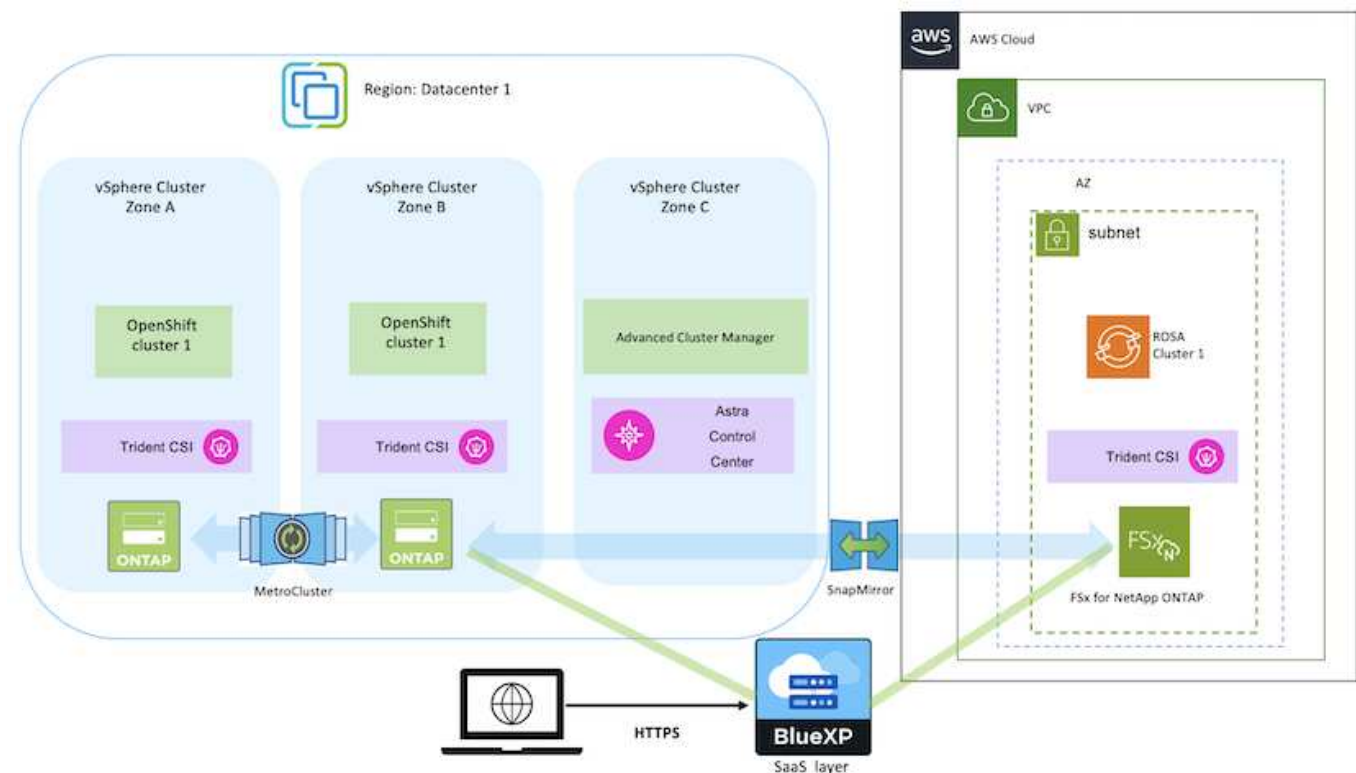 aws
AWS Cloud
Region: Datacenter 1
VPC
vSphere Cluster
Zone A
vSphere Cluster
Zone B
vSphere Cluster
Zone C
AZ
subnet
OpenShift
cluster 1
OpenShift
cluster 1
Advanced Cluster Manager
ROSA
Cluster 1
Trident CSI
Trident CSI
Astra
Control
Center
Trident CSI
ONTAP
MetroCluster
ONTAP
SnapMirror
FSx
N
FSx for NetApp ONTAP
HTTPS
BlueXP
SaaS layer